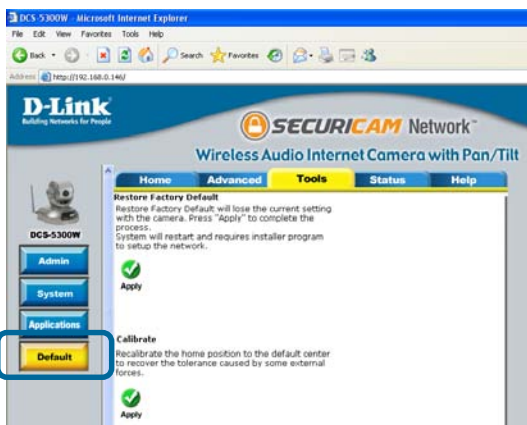 DCS-5300W - Microsoft Internet Explorer
File Edit View Favorites Tools Help
Back Search Favorites
Address http://192.168.0.146/
D-Link
Building Networks for People
SECURICAM Network™
Wireless Audio Internet Camera with Pan/Tilt
Home Advanced Tools Status Help
DCS-5300W
Admin
System
Applications
Default
Restore Factory Default
Restore Factory Default will lose the current setting
with the camera. Press "Apply" to complete the
process.
System will restart and requires installer program
to setup the network.
Apply
Calibrate
Recalibrate the home position to the default center
to recover the tolerance caused by some external
forces.
Apply